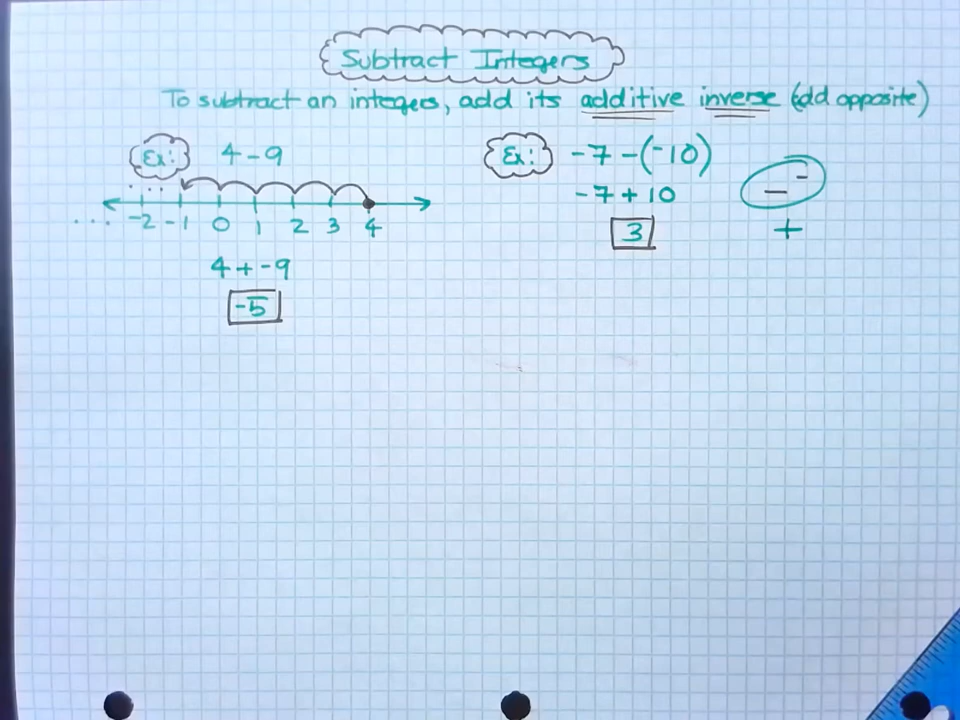 Subtract Integers
To subtract an integers, add its additive inverse (add opposite)
Ex: 4 - 9
... -2 -1 0 1 2 3 4
4 + -9
-5
Ex: -7 - (-10)
-7 + 10
3
- -
+